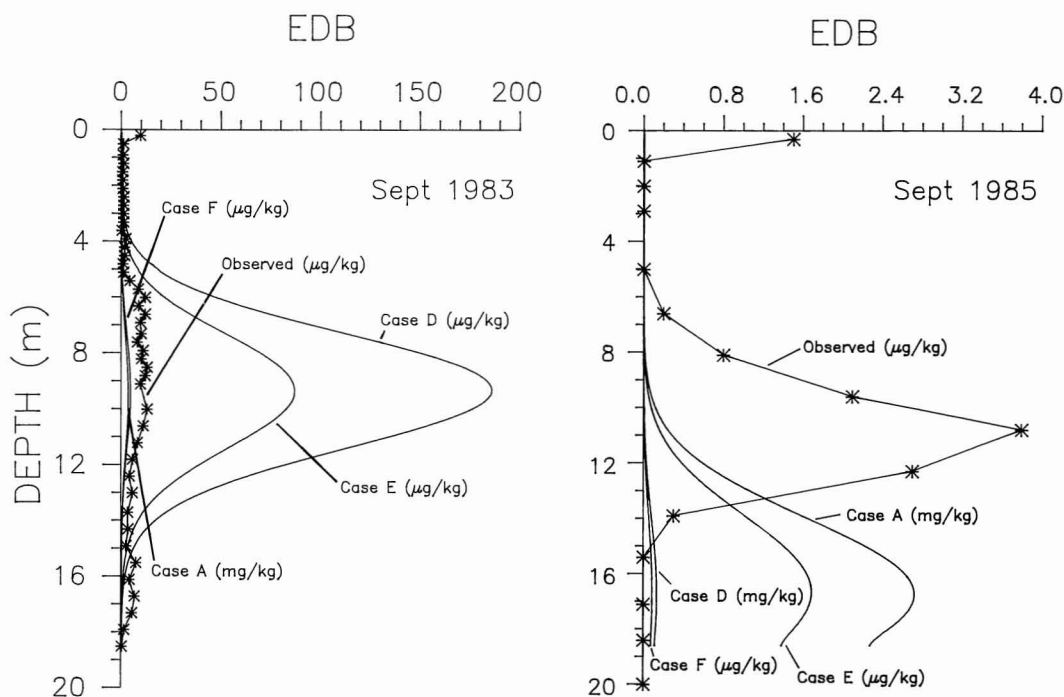 EDB
0 50 100 150 200
0
4
8
12
16
20
DEPTH (m)
Sept 1983
Case F (μg/kg)
Observed (μg/kg)
Case D (μg/kg)
Case E (μg/kg)
Case A (mg/kg)
EDB
0.0 0.8 1.6 2.4 3.2 4.0
0
4
8
12
16
20
Sept 1985
Observed (μg/kg)
Case A (mg/kg)
Case D (mg/kg)
Case F (μg/kg)
Case E (μg/kg)